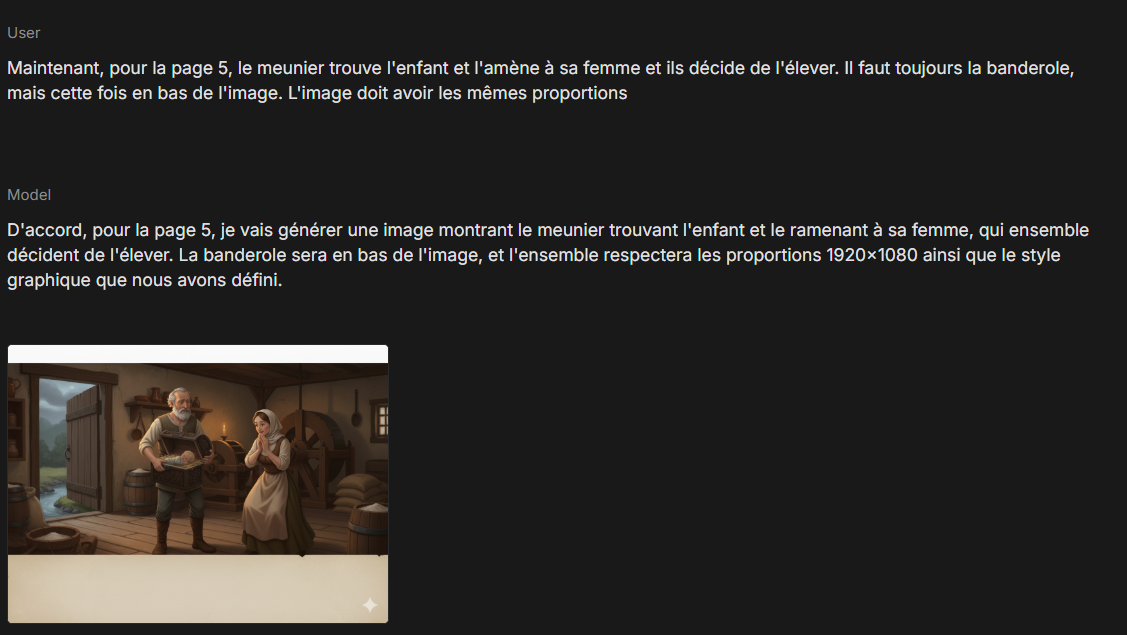 User
Maintenant, pour la page 5, le meunier trouve l'enfant et l'amène à sa femme et ils décide de l'élever. Il faut toujours la banderole,
mais cette fois en bas de l'image. L'image doit avoir les mêmes proportions
Model
D'accord, pour la page 5, je vais générer une image montrant le meunier trouvant l'enfant et le ramenant à sa femme, qui ensemble
décident de l'élever. La banderole sera en bas de l'image, et l'ensemble respectera les proportions 1920×1080 ainsi que le style
graphique que nous avons défini.